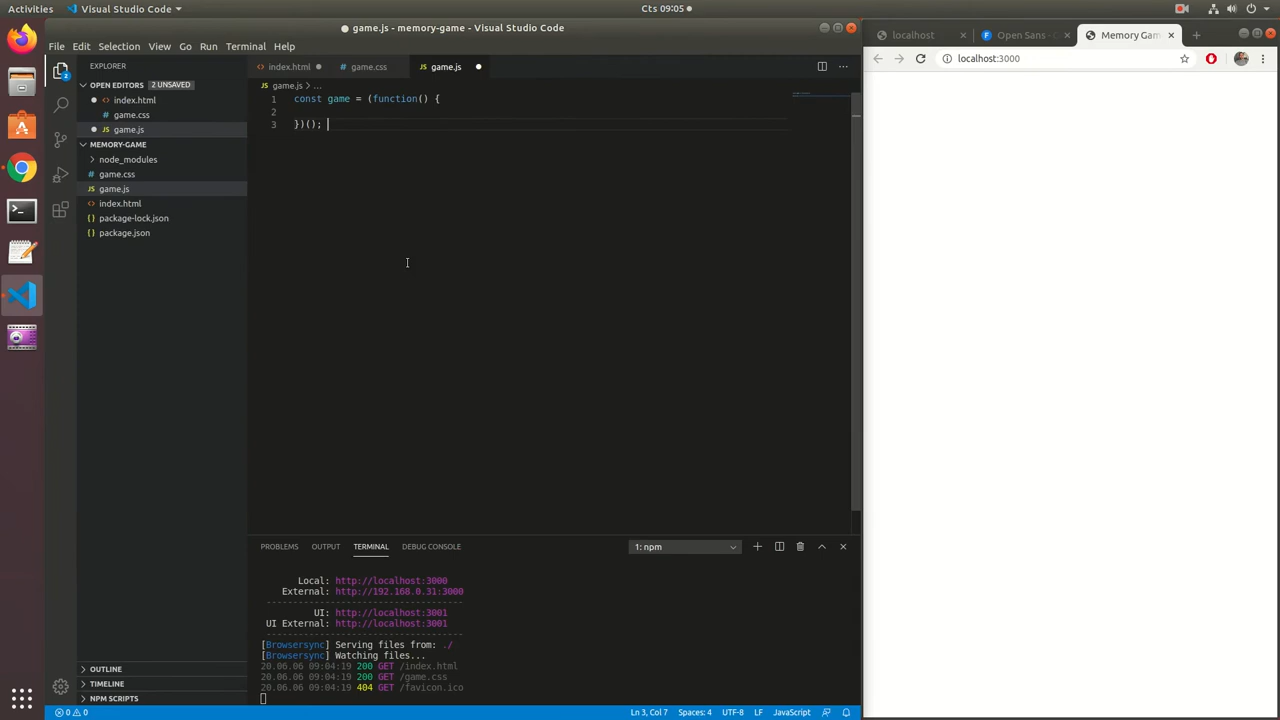 Activities
Visual Studio Code
Cts 09:05
game.js - memory-game - Visual Studio Code
File Edit Selection View Go Run Terminal Help
EXPLORER
OPEN EDITORS 2 UNSAVED
index.html
game.css
game.js
MEMORY-GAME
node_modules
game.css
game.js
index.html
package-lock.json
package.json
OUTLINE
TIMELINE
NPM SCRIPTS
2
index.html
game.css
game.js
game.js > ...
1 const game = (function() {
2
3 })();
PROBLEMS OUTPUT TERMINAL DEBUG CONSOLE
1: npm
Local: http://localhost:3000
External: http://192.168.0.31:3000
-------------------------------------
UI: http://localhost:3001
UI External: http://localhost:3001
-------------------------------------
[Browsersync] Serving files from: ./
[Browsersync] Watching files...
20.06.06 09:04:19 200 GET /index.html
20.06.06 09:04:19 200 GET /game.css
20.06.06 09:04:19 404 GET /favicon.ico
0 0
Ln 3, Col 7 Spaces: 4 UTF-8 LF JavaScript
localhost
Open Sans -
Memory Gam
localhost:3000